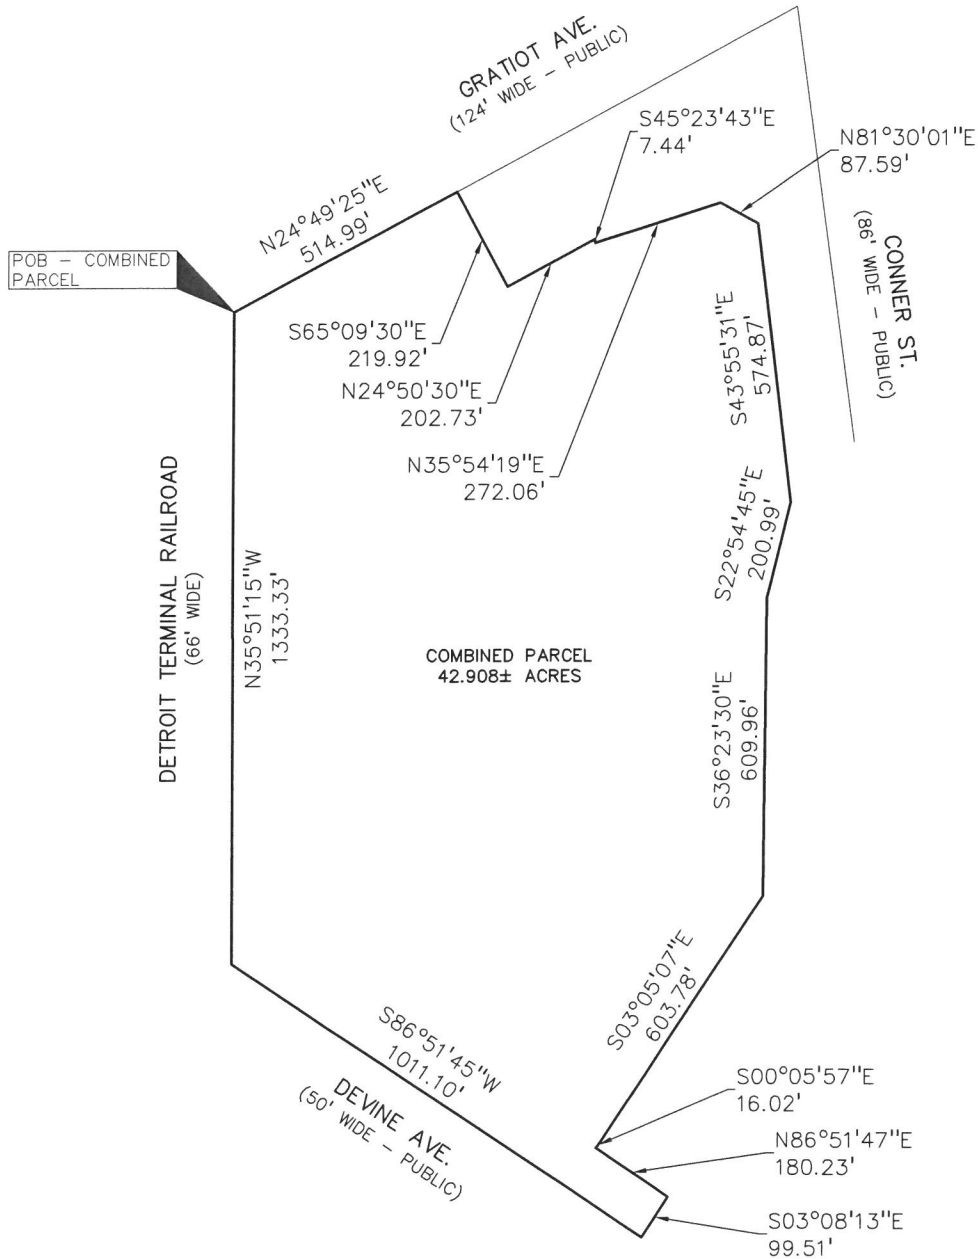 GRATIOT AVE.
(124' WIDE – PUBLIC)
S45°23'43"E
7.44'
N81°30'01"E
87.59'
N24°49'25"E
514.99'
POB – COMBINED
PARCEL
CONNER ST.
(86' WIDE – PUBLIC)
S65°09'30"E
219.92'
N24°50'30"E
202.73'
N35°54'19"E
272.06'
S43°55'31"E
574.87'
DETROIT TERMINAL RAILROAD
(66' WIDE)
N35°51'15"W
1333.33'
S22°54'45"E
200.99'
COMBINED PARCEL
42.908± ACRES
S36°23'30"E
609.96'
S03°05'07"E
603.78'
S86°51'45"W
1011.10'
DEVINE AVE.
(50' WIDE – PUBLIC)
S00°05'57"E
16.02'
N86°51'47"E
180.23'
S03°08'13"E
99.51'